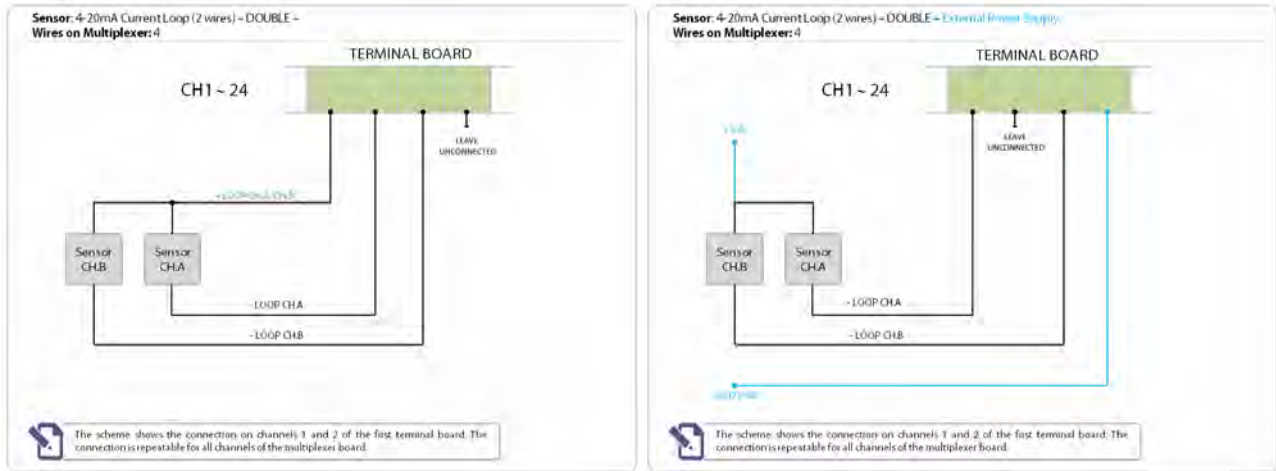 Sensor: 4-20mA Current Loop (2 wires) – DOUBLE –
Wires on Multiplexer: 4
TERMINAL BOARD
CH1 ~ 24
LEAVE
UNCONNECTED
Sensor
CH.B
Sensor
CH.A
- LOOP CH.A
- LOOP CH.B
The scheme shows the connection on channels 1 and 2 of the first terminal board. The
connection is repeatable for all channels of the multiplexer board.
Sensor: 4-20mA Current Loop (2 wires) – DOUBLE – External Power Supply
Wires on Multiplexer: 4
TERMINAL BOARD
CH1 ~ 24
LEAVE
UNCONNECTED
Sensor
CH.B
Sensor
CH.A
- LOOP CH.A
- LOOP CH.B
The scheme shows the connection on channels 1 and 2 of the first terminal board. The
connection is repeatable for all channels of the multiplexer board.